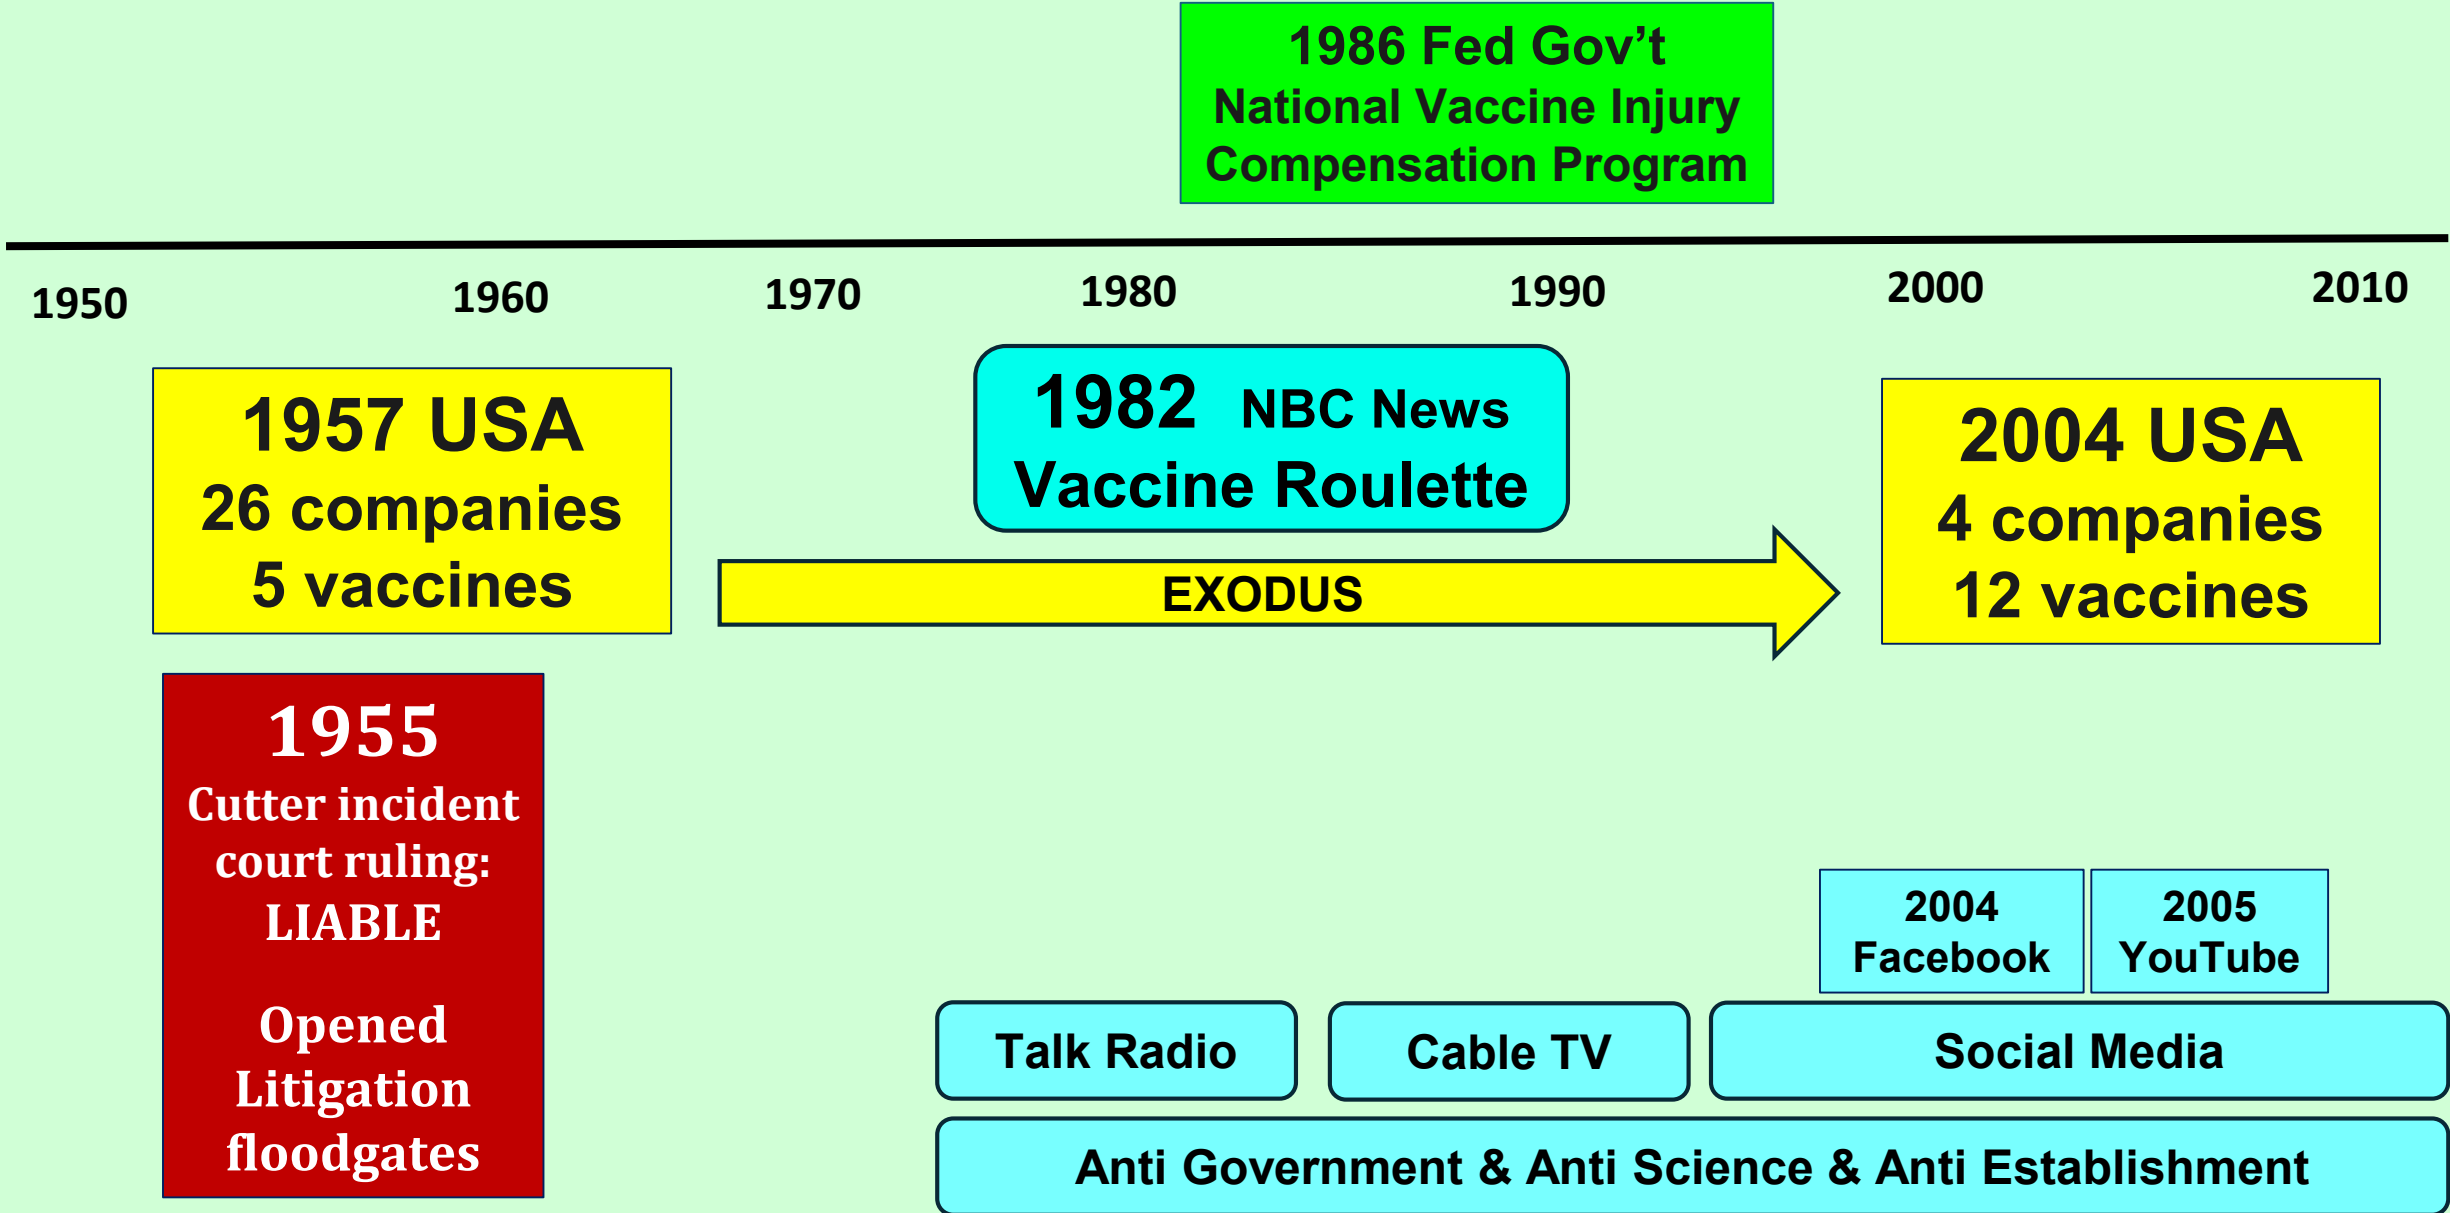 1986 Fed Gov’t
National Vaccine Injury
Compensation Program
1950
1960
1970
1980
1990
2000
2010
1957 USA
26 companies
5 vaccines
1982 NBC News
Vaccine Roulette
EXODUS
2004 USA
4 companies
12 vaccines
1955
Cutter incident
court ruling:
LIABLE
Opened
Litigation
floodgates
2004
Facebook
2005
YouTube
Talk Radio
Cable TV
Social Media
Anti Government & Anti Science & Anti Establishment